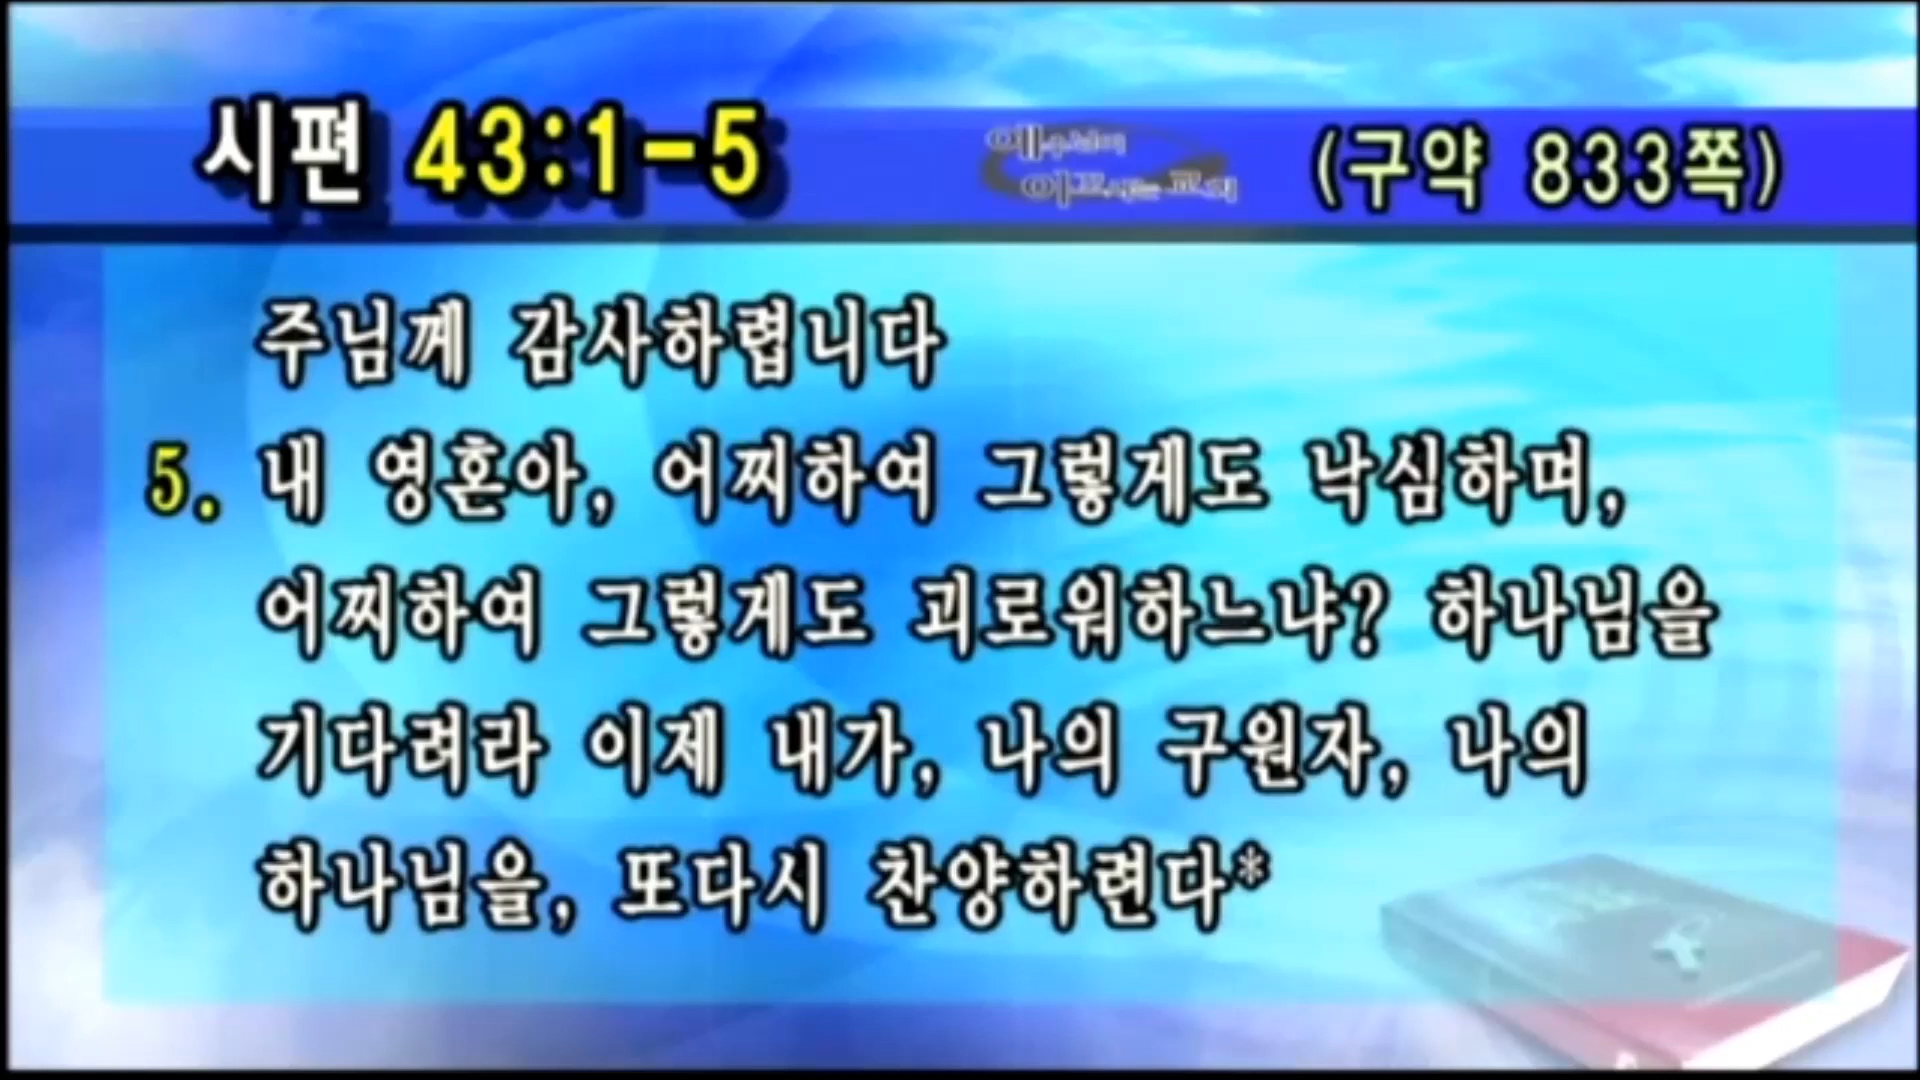 시편 43:1-5
(구약 833쪽)
주님께 감사하렵니다
5. 내 영혼아, 어찌하여 그렇게도 낙심하며,
어찌하여 그렇게도 괴로워하느냐? 하나님을
기다려라 이제 내가, 나의 구원자, 나의
하나님을, 또다시 찬양하련다*